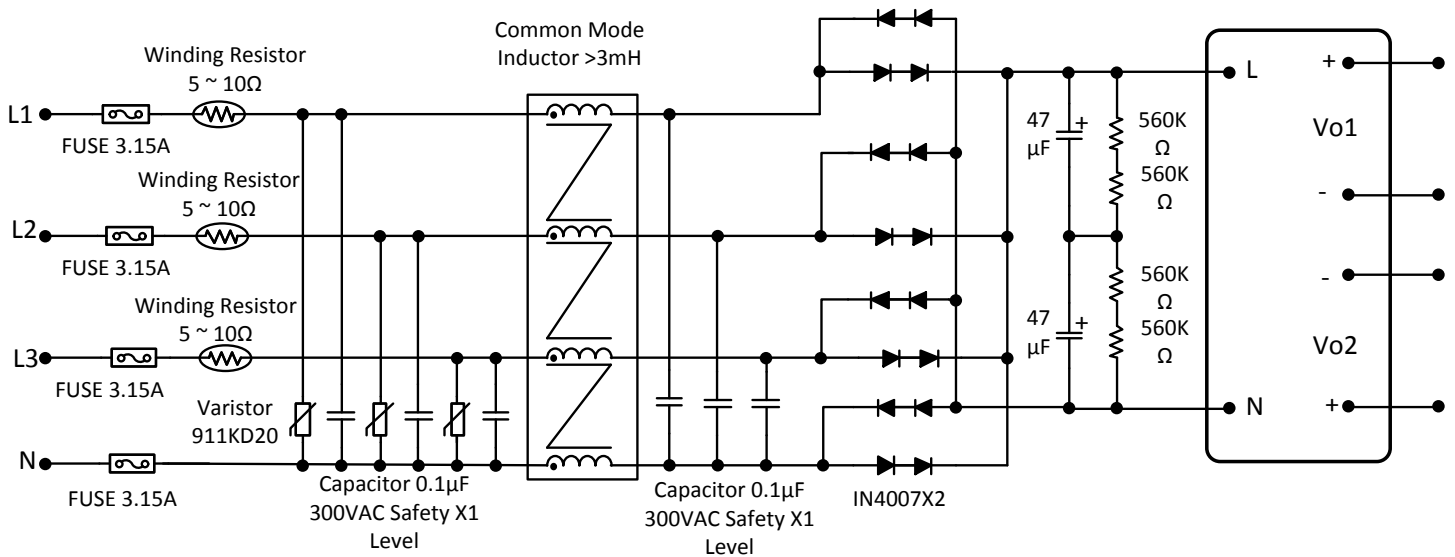 Common Mode
Inductor >3mH
Winding Resistor
5 ~ 10Ω
L1
FUSE 3.15A
Winding Resistor
5 ~ 10Ω
L2
FUSE 3.15A
Winding Resistor
5 ~ 10Ω
L3
FUSE 3.15A
Varistor
911KD20
N
FUSE 3.15A
Capacitor 0.1µF
300VAC Safety X1
Level
Capacitor 0.1µF
300VAC Safety X1
Level
IN4007X2
47
µF
+
560K
Ω
560K
Ω
47
µF
+
560K
Ω
560K
Ω
L
N
+
Vo1
-
-
Vo2
+